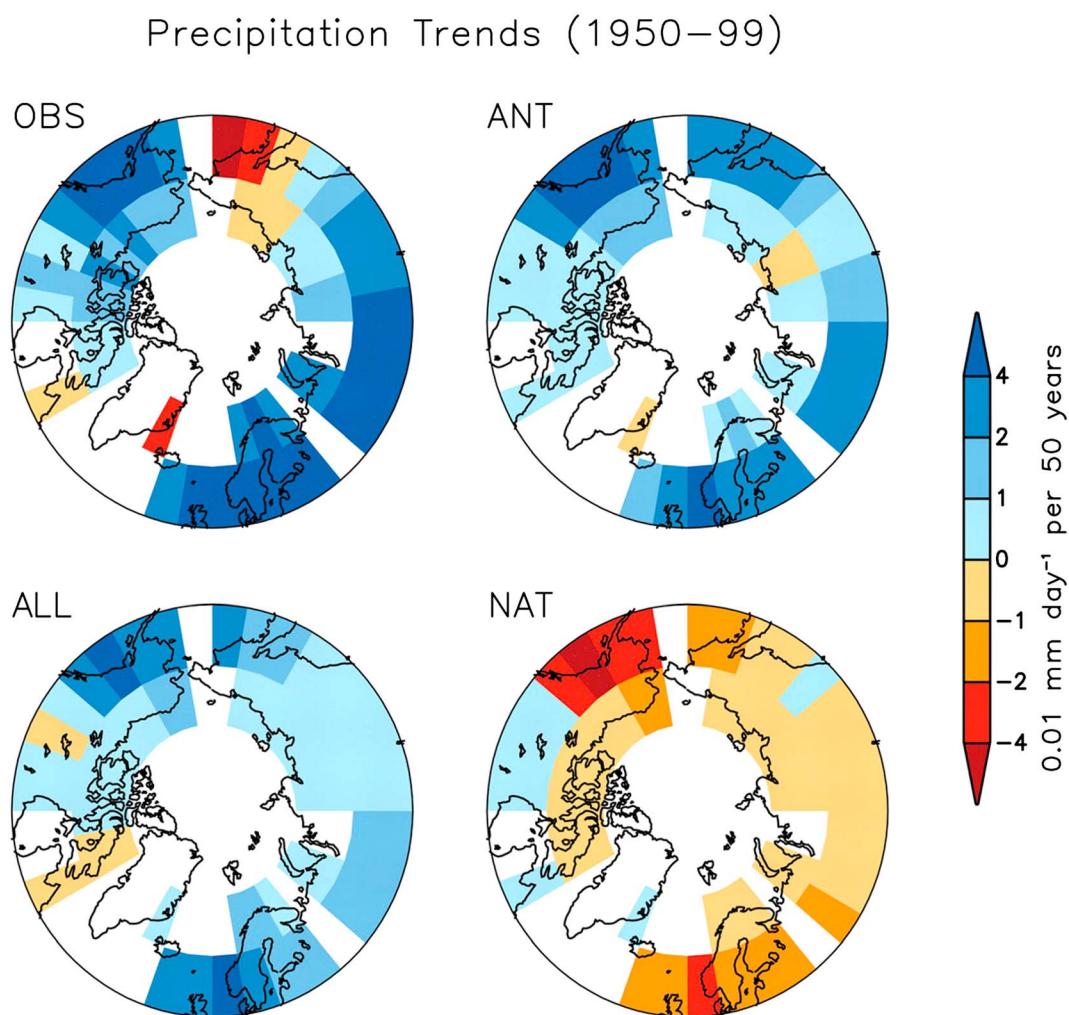 Precipitation Trends (1950−99)
OBS
ANT
ALL
NAT
4
2
1
0
−1
−2
−4
0.01 mm day⁻¹ per 50 years